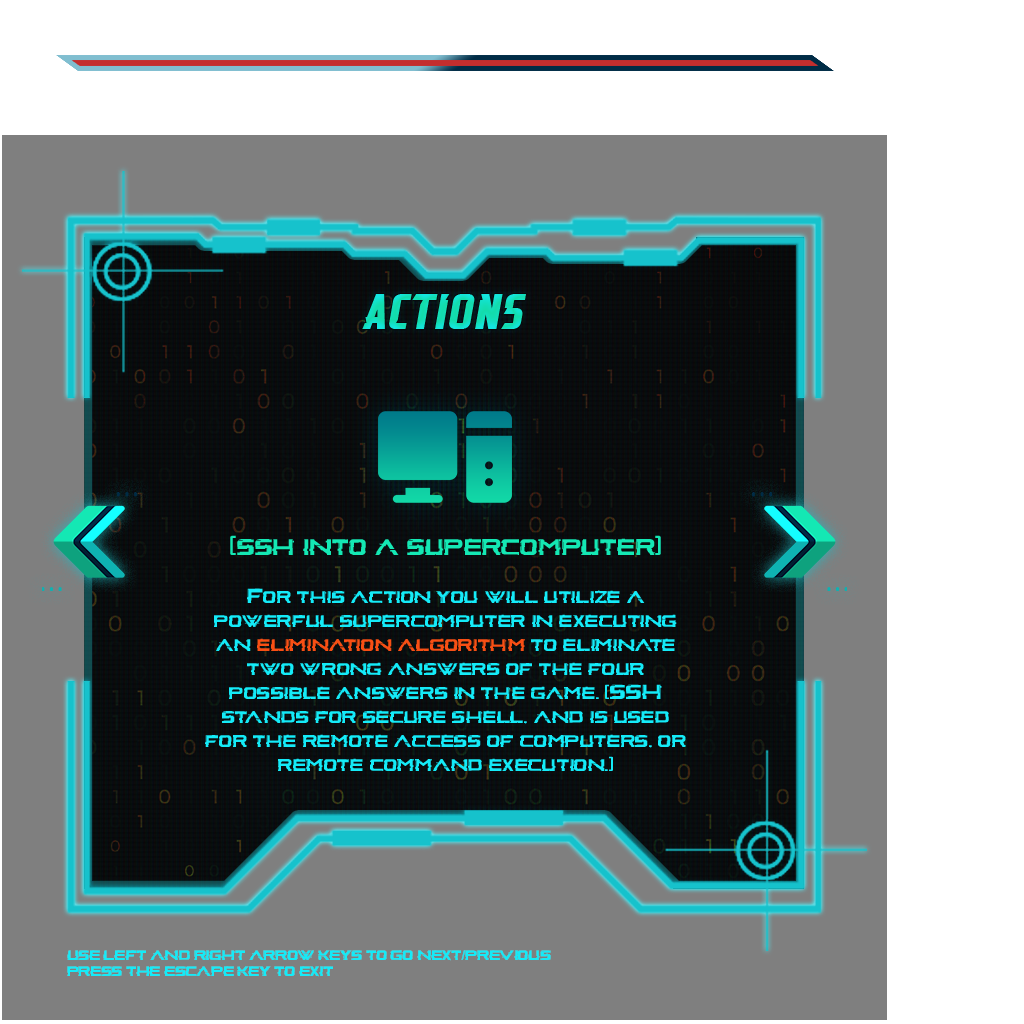 ACTIONS
[SSH INTO A SUPERCOMPUTER]
FOR THIS ACTION YOU WILL UTILIZE A
POWERFUL SUPERCOMPUTER IN EXECUTING
AN ELIMINATION ALGORITHM TO ELIMINATE
TWO WRONG ANSWERS OF THE FOUR
POSSIBLE ANSWERS IN THE GAME. (SSH
STANDS FOR SECURE SHELL, AND IS USED
FOR THE REMOTE ACCESS OF COMPUTERS, OR
REMOTE COMMAND EXECUTION.)
USE LEFT AND RIGHT ARROW KEYS TO GO NEXT/PREVIOUS
PRESS THE ESCAPE KEY TO EXIT